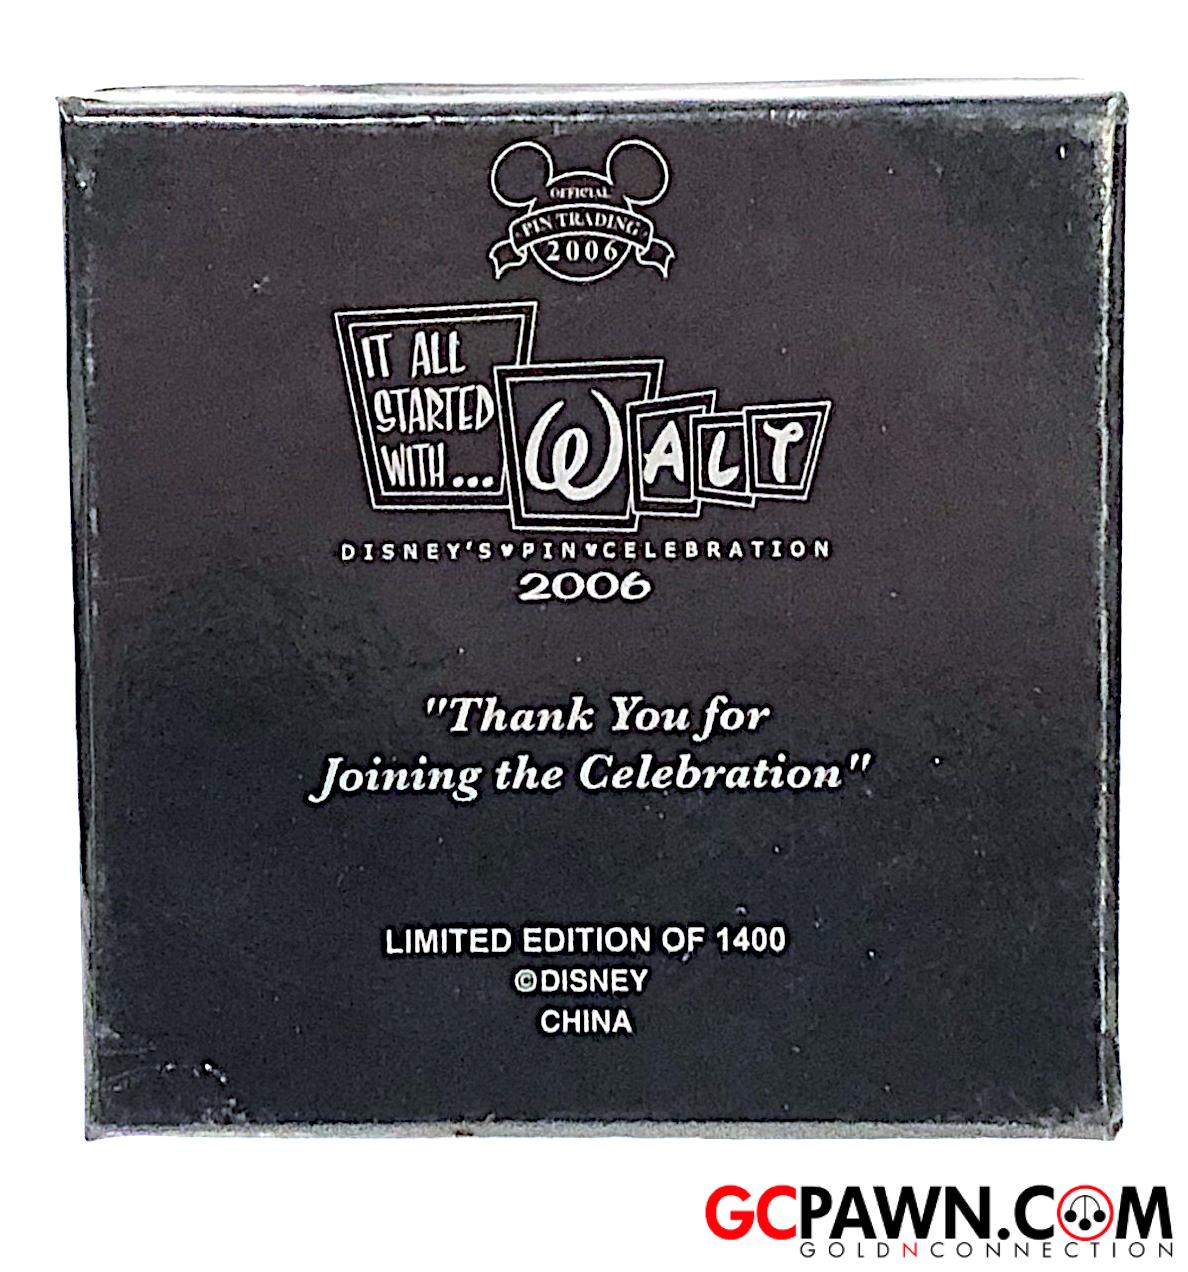 OFFICIAL
PIN TRADING
2006
IT ALL
STARTED
WITH... WALT
DISNEY'S♥PIN♥CELEBRATION
2006
"Thank You for
Joining the Celebration"
LIMITED EDITION OF 1400
©DISNEY
CHINA
GCPAWN.COM
GOLDNCONNECTION